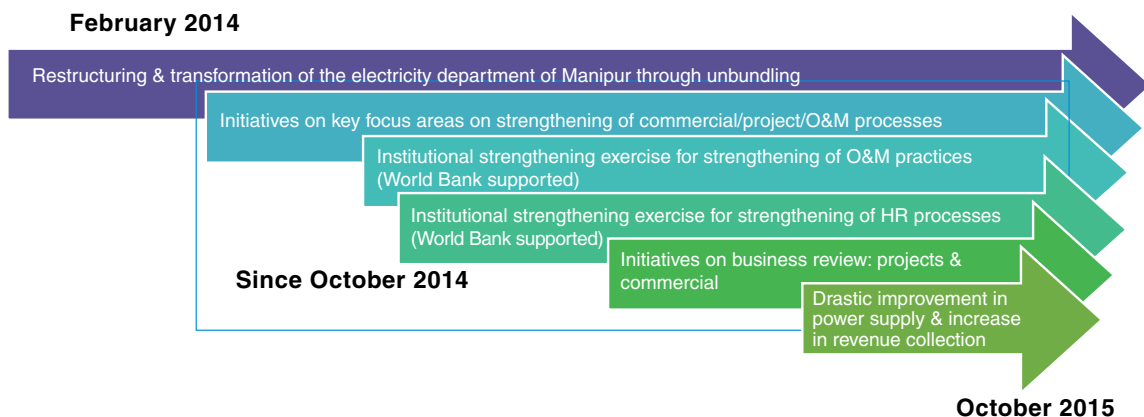 February 2014
Restructuring & transformation of the electricity department of Manipur through unbundling
Initiatives on key focus areas on strengthening of commercial/project/O&M processes
Institutional strengthening exercise for strengthening of O&M practices
(World Bank supported)
Institutional strengthening exercise for strengthening of HR processes
(World Bank supported)
Initiatives on business review: projects &
commercial
Since October 2014
Drastic improvement in
power supply & increase
in revenue collection
October 2015